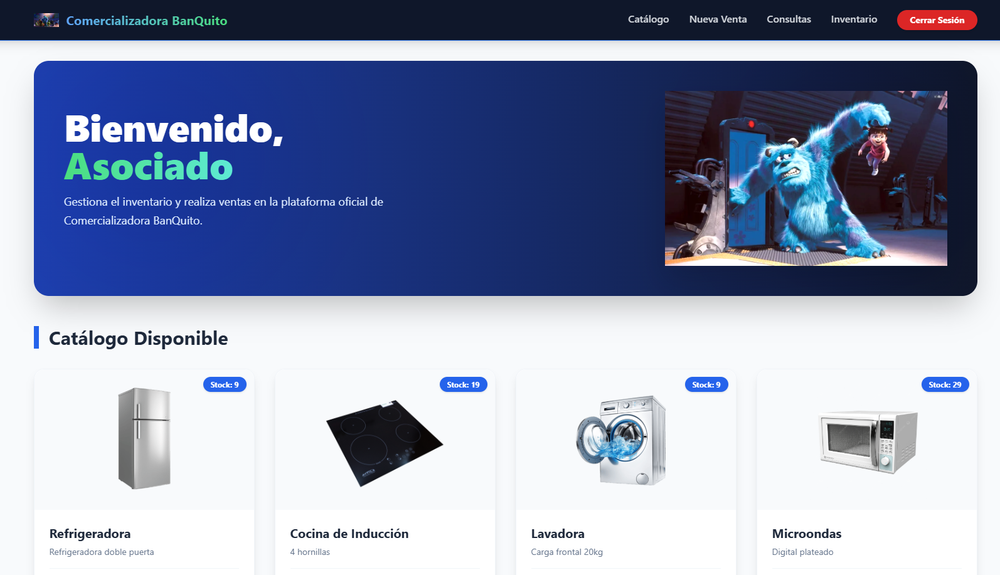 Comercializadora BanQuito
Catálogo
Nueva Venta
Consultas
Inventario
Cerrar Sesión
Bienvenido,
Asociado
Gestiona el inventario y realiza ventas en la plataforma oficial de
Comercializadora BanQuito.
Catálogo Disponible
Stock: 9
Stock: 19
Stock: 9
Stock: 29
Refrigeradora
Refrigeradora doble puerta
Cocina de Inducción
4 hornillas
Lavadora
Carga frontal 20kg
Microondas
Digital plateado